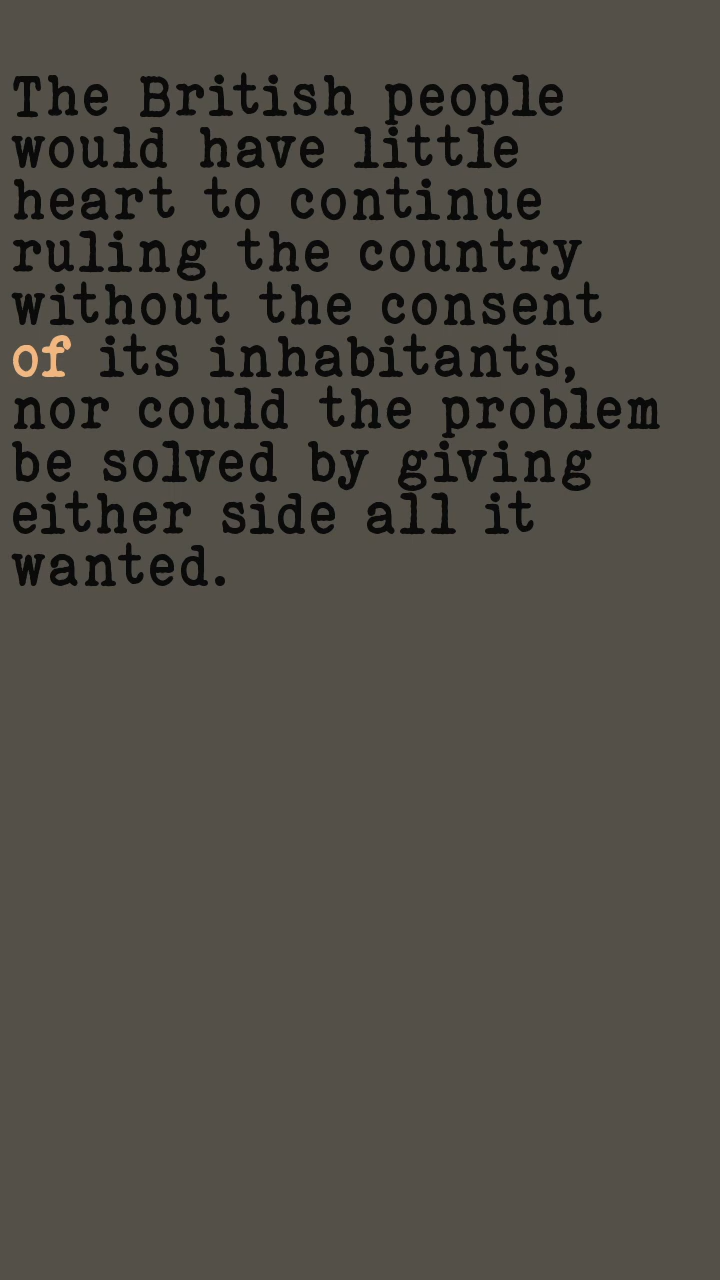 The British people
would have little
heart to continue
ruling the country
without the consent
of its inhabitants,
nor could the problem
be solved by giving
either side all it
wanted.